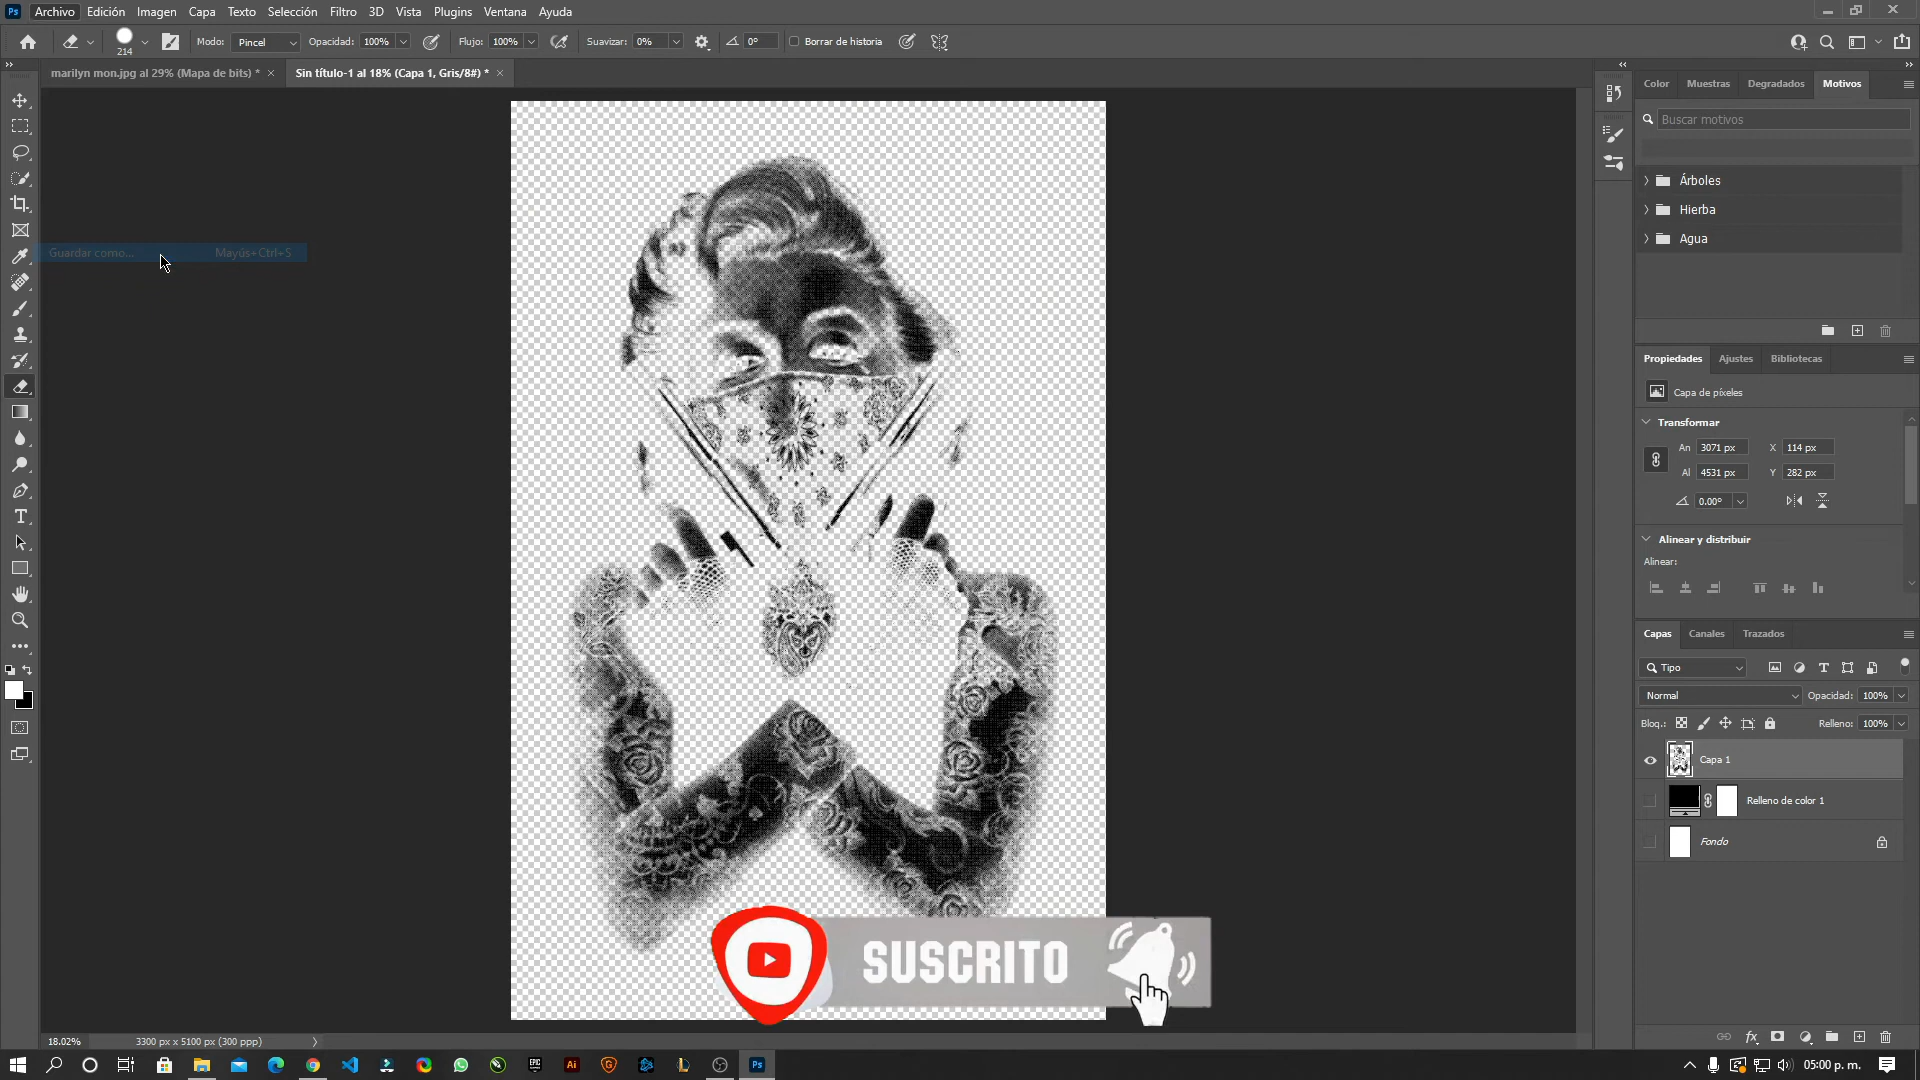 Ps Archivo Edición Imagen Capa Texto Selección Filtro 3D Vista Plugins Ventana Ayuda
214 Modo: Pincel Opacidad: 100% Flujo: 100% Suavizar: 0% 0° Borrar de historia
marilyn mon.jpg al 29% (Mapa de bits) * × Sin título-1 al 18% (Capa 1, Gris/8#) * ×
Color Muestras Degradados Motivos
Buscar motivos
Árboles
Hierba
Agua
Guardar como... Mayús+Ctrl+S
Propiedades Ajustes Bibliotecas
Capa de píxeles
Transformar
An 3071 px X 114 px
Al 4531 px Y 282 px
0.00°
Alinear y distribuir
Alinear:
Capas Canales Trazados
Tipo
Normal Opacidad: 100%
Bloq.: Relleno: 100%
Capa 1
Relleno de color 1
Fondo
SUSCRITO
18.02% 3300 px x 5100 px (300 ppp)
EPIC Ai G Ps 05:00 p. m.